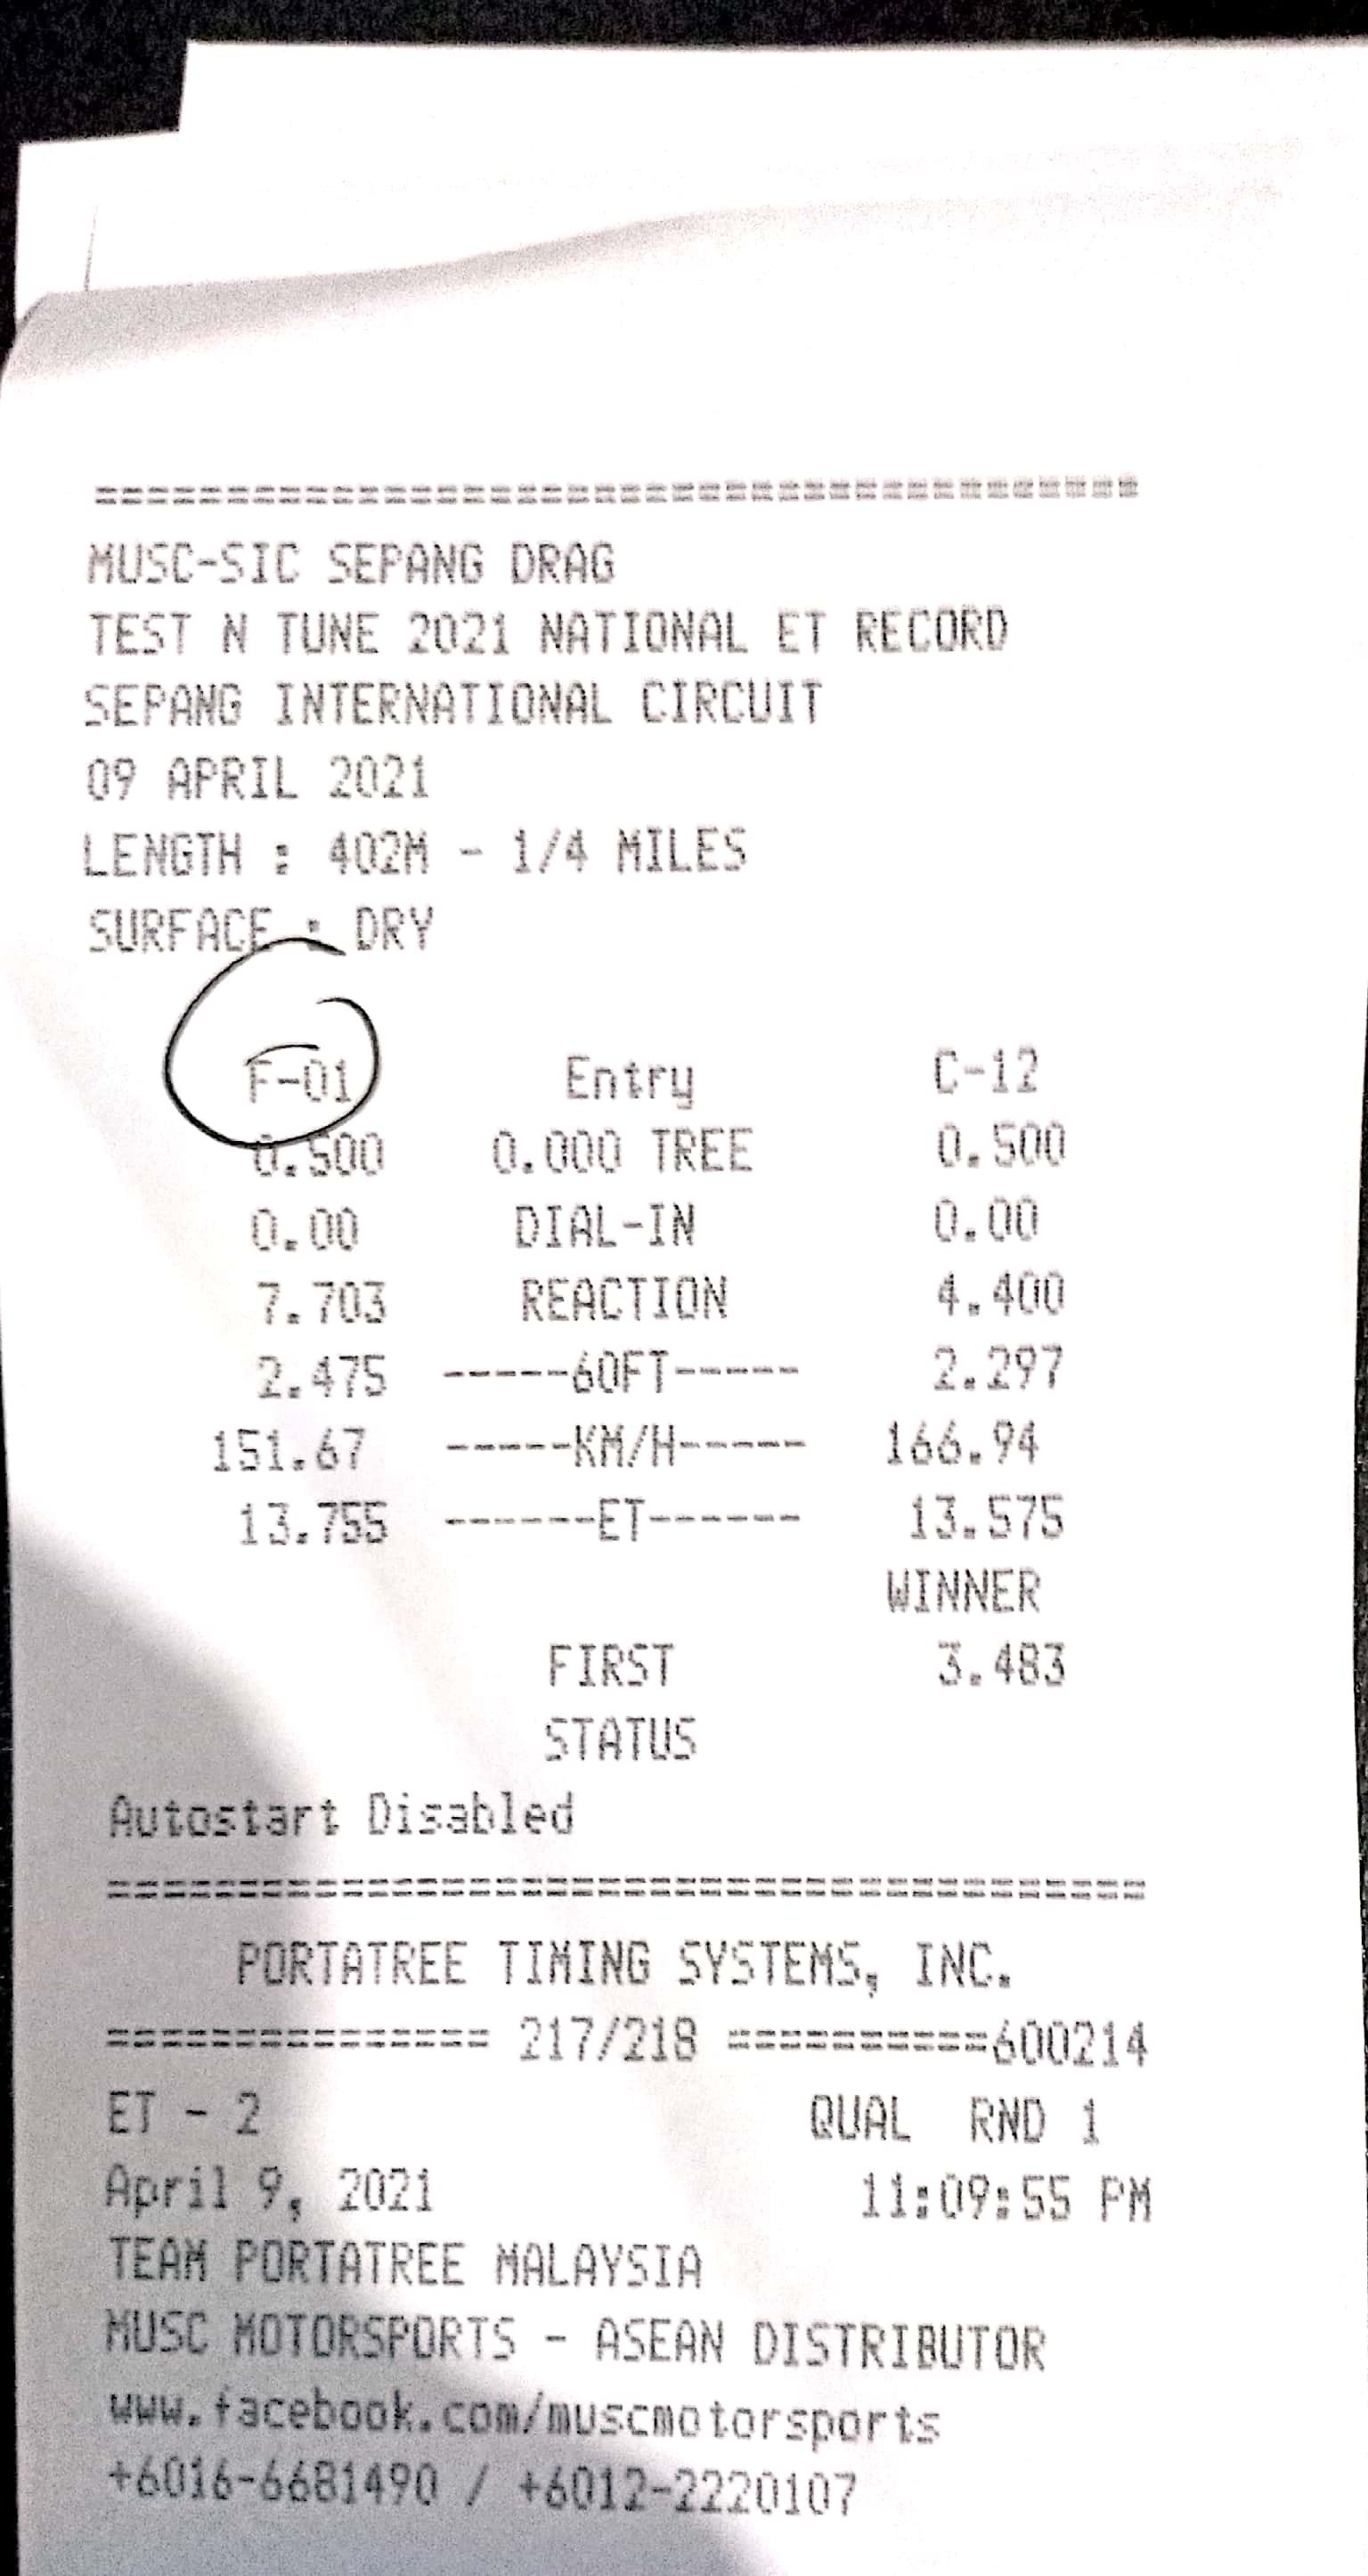 ========================================
MUSC-SIC SEPANG DRAG
TEST N TUNE 2021 NATIONAL ET RECORD
SEPANG INTERNATIONAL CIRCUIT
09 APRIL 2021
LENGTH : 402M - 1/4 MILES
SURFACE : DRY
F-01 Entry C-12
0.500 0.000 TREE 0.500
0.00 DIAL-IN 0.00
7.703 REACTION 4.400
2.475 -----60FT----- 2.297
151.67 -----KM/H----- 166.94
13.755 ------ET------ 13.575
WINNER
FIRST 3.483
STATUS
Autostart Disabled
========================================
PORTATREE TIMING SYSTEMS, INC.
=============== 217/218 ==========600214
ET - 2 QUAL RND 1
April 9, 2021 11:09:55 PM
TEAM PORTATREE MALAYSIA
MUSC MOTORSPORTS - ASEAN DISTRIBUTOR
www.facebook.com/muscmotorsports
+6016-6681490 / +6012-2220107